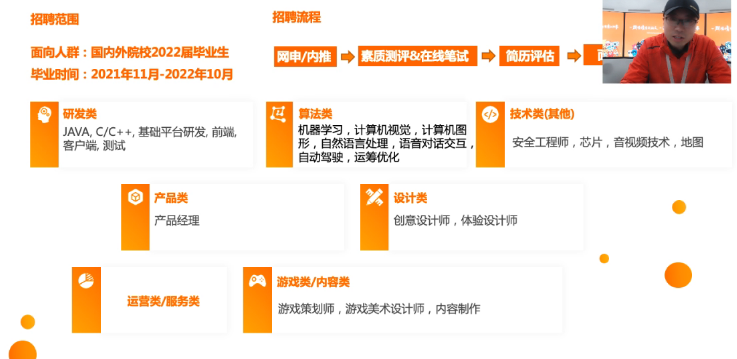 招聘范围
招聘流程
面向人群：国内外院校2022届毕业生
毕业时间：2021年11月-2022年10月
网申/内推
素质测评&在线笔试
简历评估
研发类
JAVA, C/C++, 基础平台研发, 前端,
客户端, 测试
算法类
机器学习，计算机视觉，计算机图
形，自然语言处理，语音对话交互，
自动驾驶，运筹优化
技术类(其他)
安全工程师，芯片，音视频技术，地图
产品类
产品经理
设计类
创意设计师，体验设计师
运营类/服务类
游戏类/内容类
游戏策划师，游戏美术设计师，内容制作